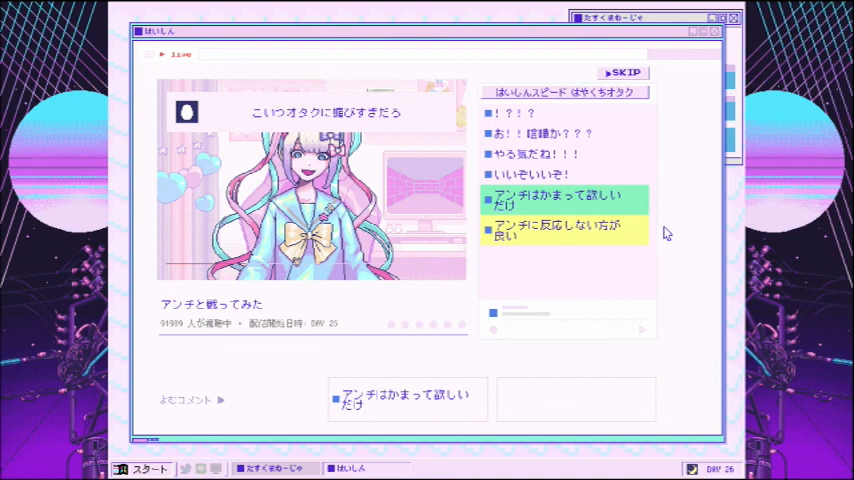 たすくまねーじゃ
はいしん
live
▶SKIP
こいつオタクに媚びすぎだろ
はいしんスピード はやくちオタク
！？！？
お！！喧嘩か？？？
やる気だね！！！
いいぞいいぞ！
アンチはかまって欲しい
だけ
アンチに反応しない方が
良い
アンチと戦ってみた
91989 人が視聴中 ・ 配信開始日時: DAY 26
よむコメント ▶
アンチはかまって欲しい
だけ
スタート
たすくまねーじゃ
はいしん
DAY 26